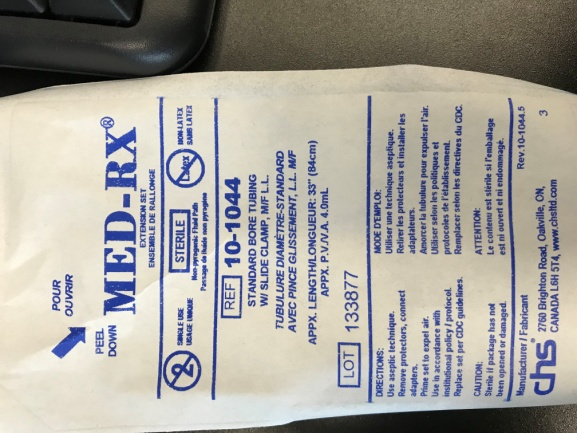 POUR
OUVRIR
PEEL
DOWN
MED-RX®
EXTENSION SET
ENSEMBLE DE RALLONGE
SINGLE USE
USAGE UNIQUE
STERILE
Non-pyrogenic Fluid Path
Passage de fluide non pyrogène
Latex
NON-LATEX
SANS LATEX
REF 10-1044
STANDARD BORE TUBING
W/ SLIDE CLAMP, M/F L.L.
TUBULURE DIAMÈTRE-STANDARD
AVEC PINCE GLISSEMENT, L.L. M/F
APPX. LENGTH/LONGUEUR: 33" (84cm)
APPX. P.V./V.A. 4.0mL
LOT 133877
DIRECTIONS:
Use aseptic technique.
Remove protectors, connect
adapters.
Prime set to expel air.
Use in accordance with
institutional policy / protocol.
Replace set per CDC guidelines.
CAUTION:
Sterile if package has not
been opened or damaged.
MODE D'EMPLOI:
Utiliser une technique aseptique.
Retirer les protecteurs et installer les
adaptateurs.
Amorcer la tubulure pour expulser l'air.
Utiliser selon les politiques et
protocoles de l'établissement.
Remplacer selon les directives du CDC.
ATTENTION:
Le contenu est stérile si l'emballage
est ni ouvert et ni endommagé.
Manufacturer / Fabricant
Rev. 10-1044.5
chs®
2760 Brighton Road, Oakville, ON,
CANADA L6H 5T4, www.chsltd.com
3